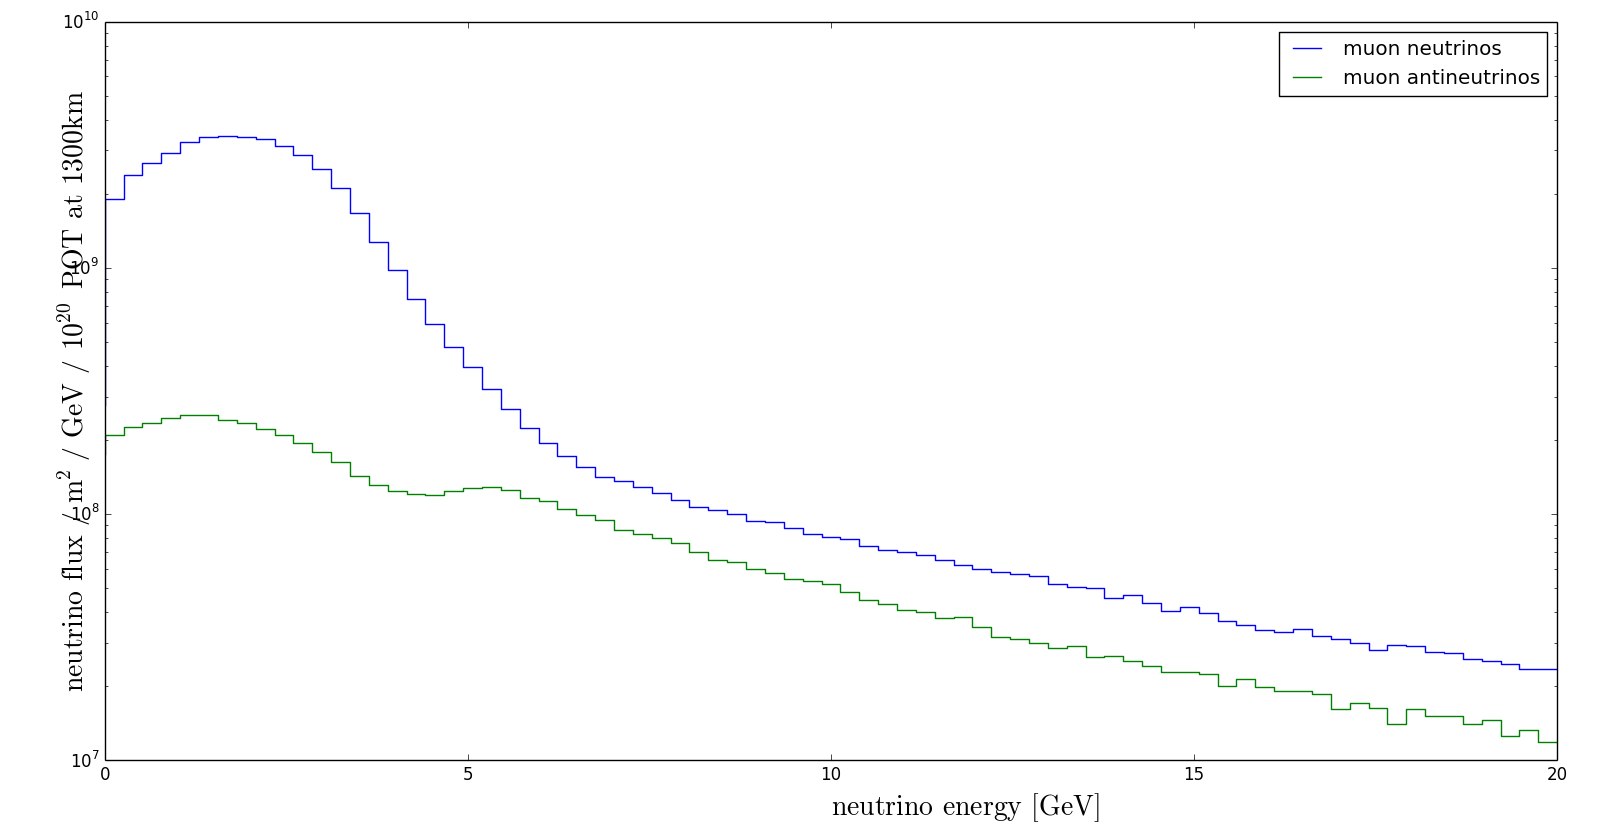 10^10
muon neutrinos
muon antineutrinos
neutrino flux / m^2 / GeV / 10^20 POT at 1300km
10^9
10^8
10^7
0 5 10 15 20
neutrino energy [GeV]